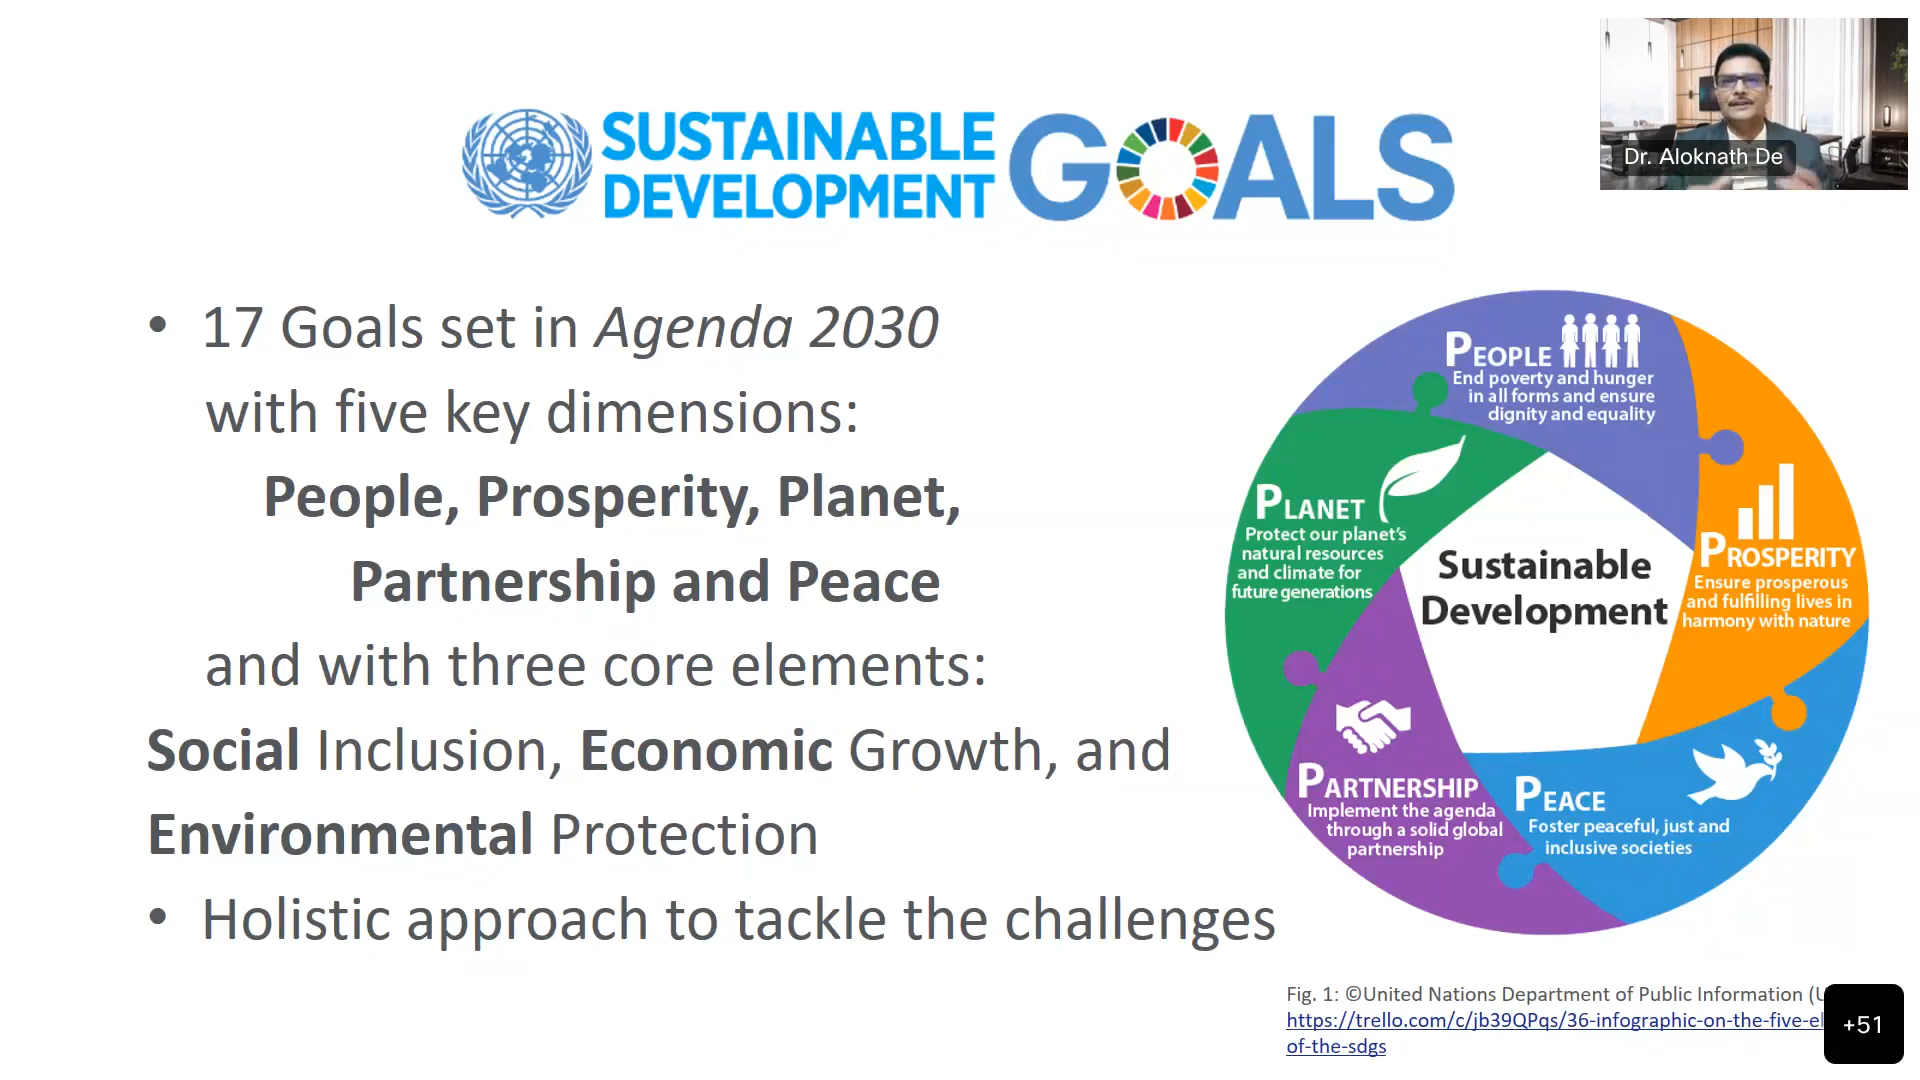 SUSTAINABLE
DEVELOPMENT
GOALS
Dr. Aloknath De
• 17 Goals set in Agenda 2030
with five key dimensions:
People, Prosperity, Planet,
Partnership and Peace
and with three core elements:
Social Inclusion, Economic Growth, and
Environmental Protection
• Holistic approach to tackle the challenges
PEOPLE
End poverty and hunger
in all forms and ensure
dignity and equality
PLANET
Protect our planet's
natural resources
and climate for
future generations
Sustainable
Development
PROSPERITY
Ensure prosperous
and fulfilling lives in
harmony with nature
PARTNERSHIP
Implement the agenda
through a solid global
partnership
PEACE
Foster peaceful, just and
inclusive societies
Fig. 1: ©United Nations Department of Public Information (U
https://trello.com/c/jb39QPqs/36-infographic-on-the-five-el
of-the-sdgs
+51